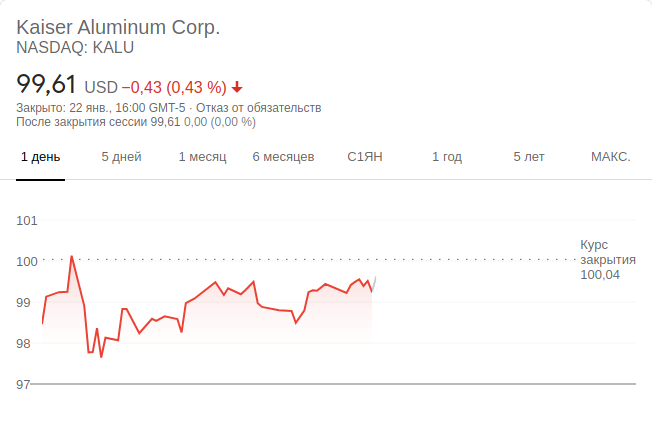 Kaiser Aluminum Corp.
NASDAQ: KALU
99,61 USD −0,43 (0,43 %)
Закрыто: 22 янв., 16:00 GMT-5 · Отказ от обязательств
После закрытия сессии 99,61 0,00 (0,00 %)
1 день 5 дней 1 месяц 6 месяцев С1ЯН 1 год 5 лет МАКС.
101
Курс
закрытия
100,04
100
99
98
97